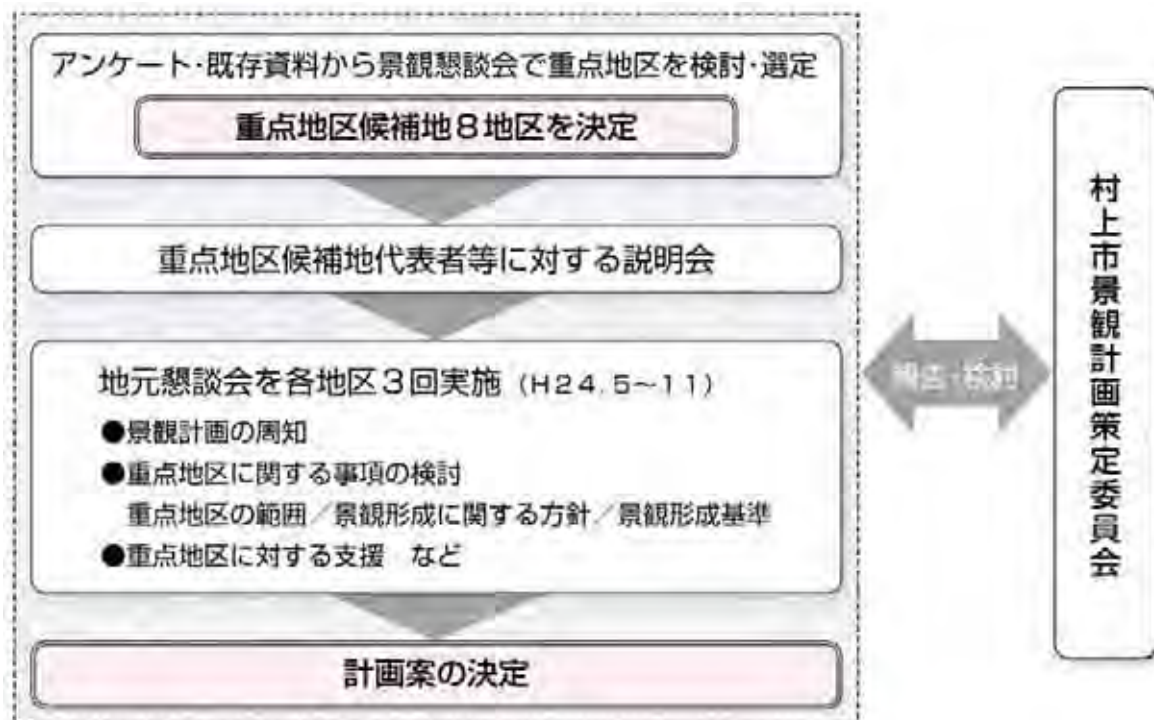 アンケート・既存資料から景観懇談会で重点地区を検討・選定
重点地区候補地8地区を決定
重点地区候補地代表者等に対する説明会
地元懇談会を各地区3回実施(H24.5~11)
●景観計画の周知
●重点地区に関する事項の検討
重点地区の範囲/景観形成に関する方針/景観形成基準
●重点地区に対する支援 など
計画案の決定
報告・検討
村上市景観計画策定委員会